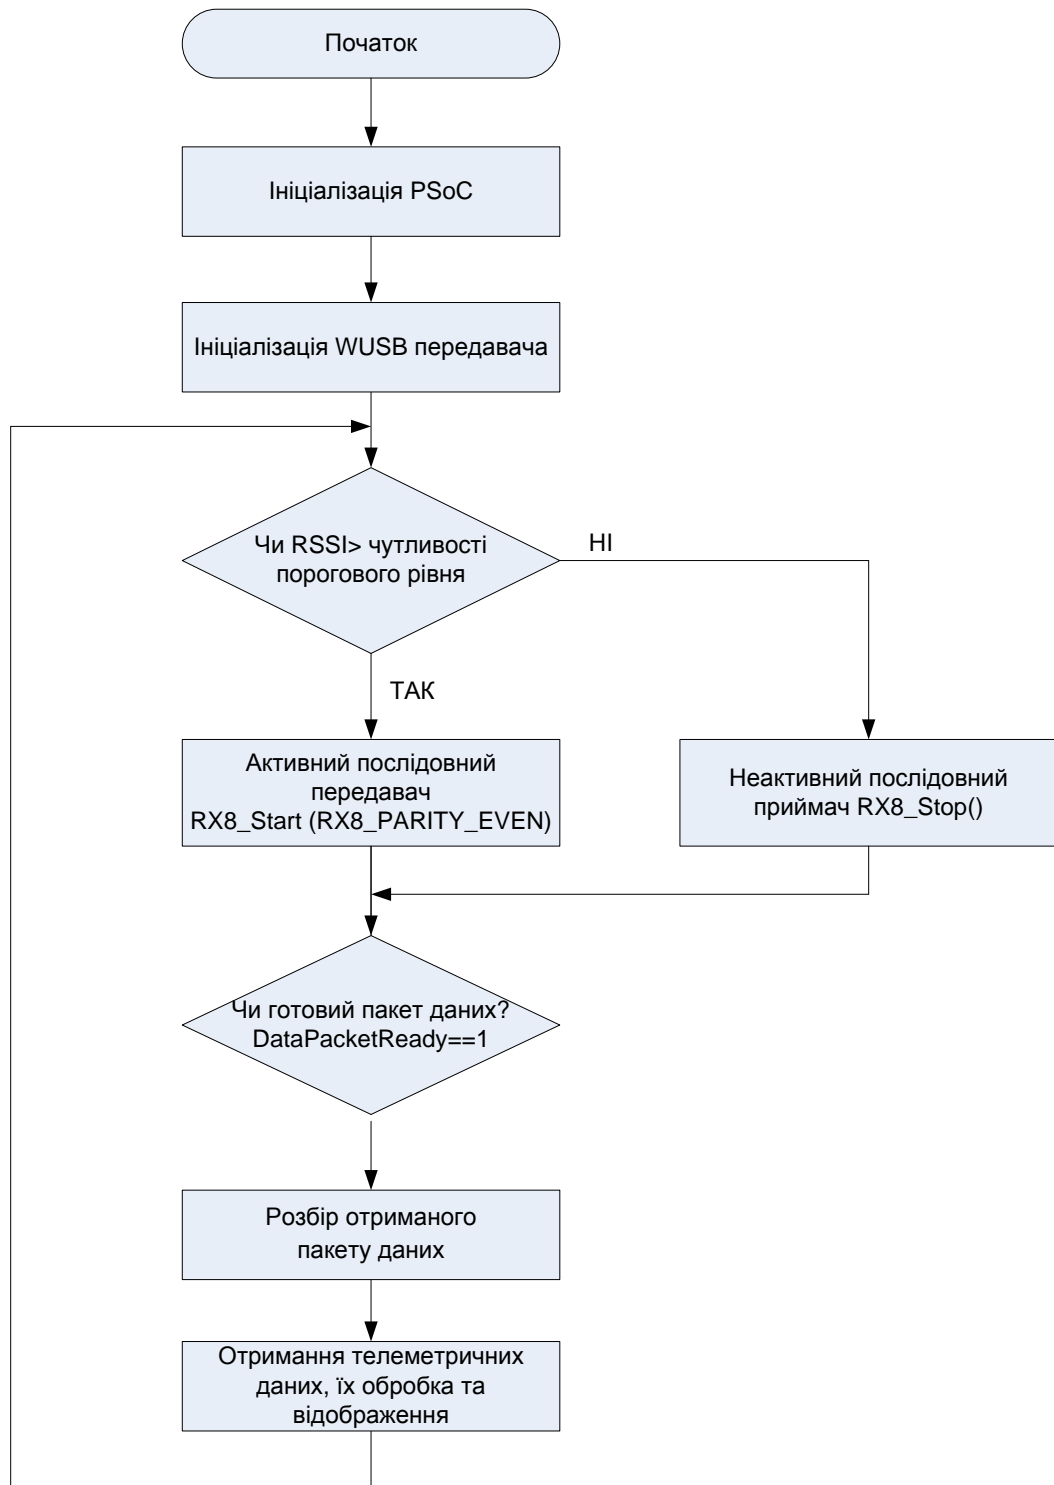 Початок
Ініціалізація PSoC
Ініціалізація WUSB передавача
Чи RSSI> чутливості
порогового рівня
НІ
ТАК
Активний послідовний
передавач
RX8_Start (RX8_PARITY_EVEN)
Неактивний послідовний
приймач RX8_Stop()
Чи готовий пакет даних?
DataPacketReady==1
Розбір отриманого
пакету даних
Отримання телеметричних
даних, їх обробка та
відображення